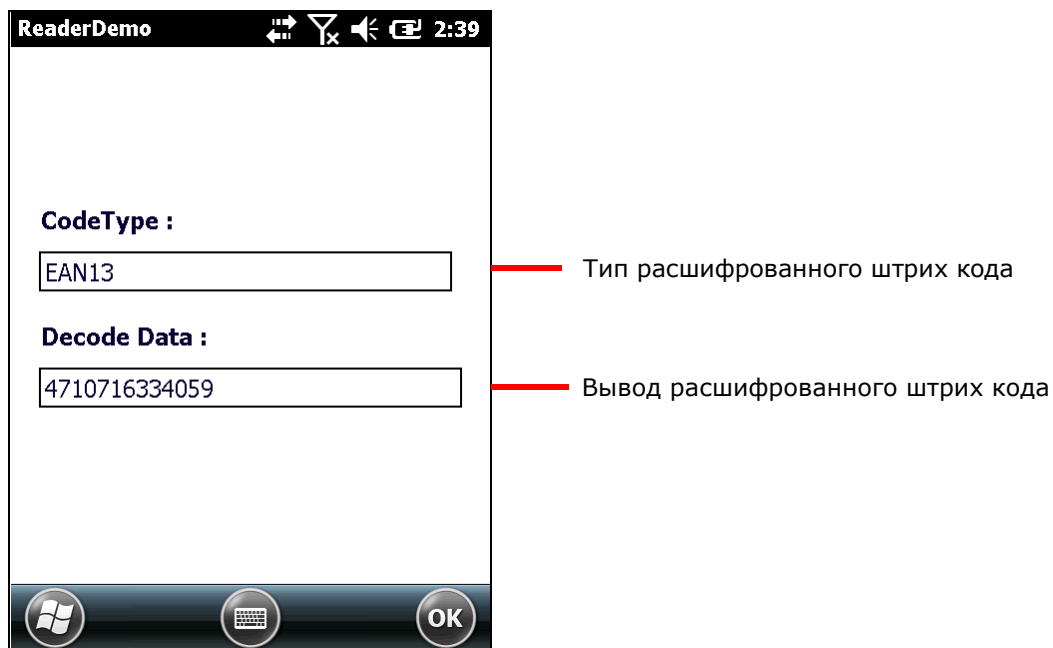 ReaderDemo 2:39
CodeType :
EAN13
Тип расшифрованного штрих кода
Decode Data :
4710716334059
Вывод расшифрованного штрих кода
OK